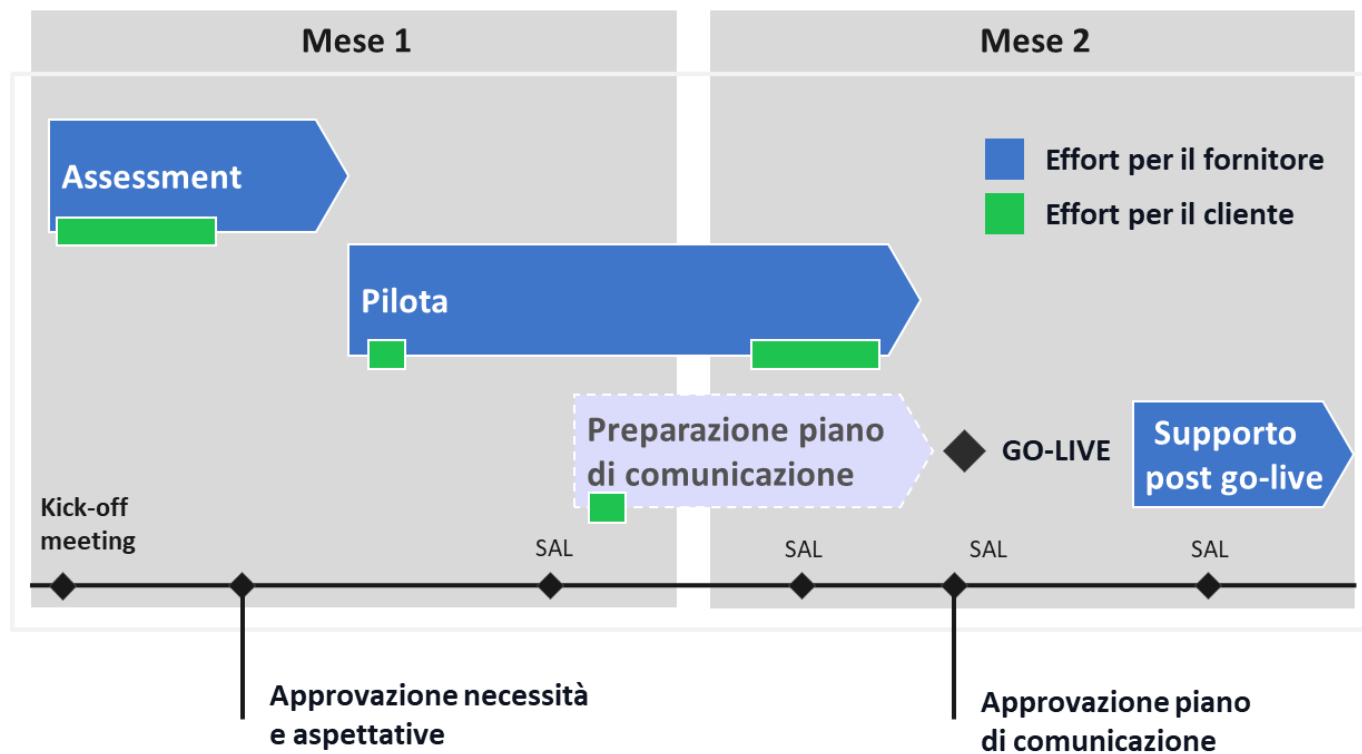 Mese 1
Mese 2
Assessment
Effort per il fornitore
Effort per il cliente
Pilota
Preparazione piano
di comunicazione
GO-LIVE
Supporto
post go-live
Kick-off
meeting
SAL
SAL
SAL
SAL
Approvazione necessità
e aspettative
Approvazione piano
di comunicazione